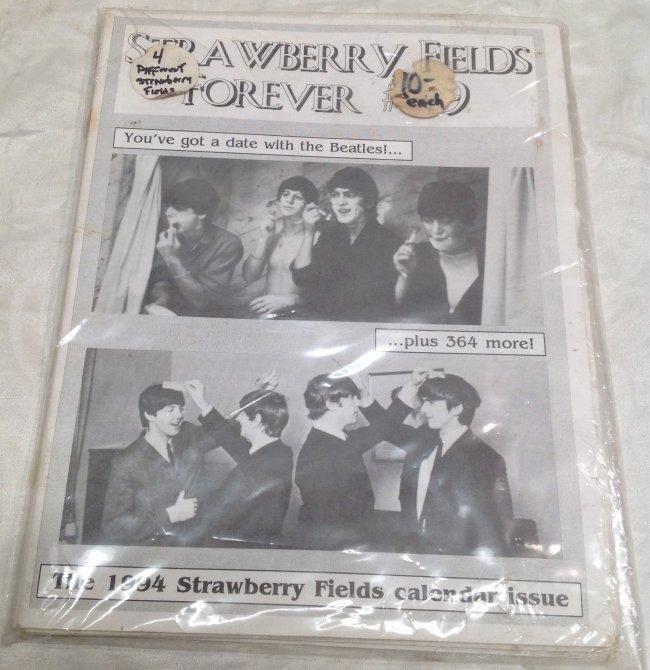 STRAWBERRY FIELDS
FOREVER #
4
DIFFERENT
STRAWBERRY
FIELDS
10-
each
You've got a date with the Beatles!...
...plus 364 more!
The 1994 Strawberry Fields calendar issue